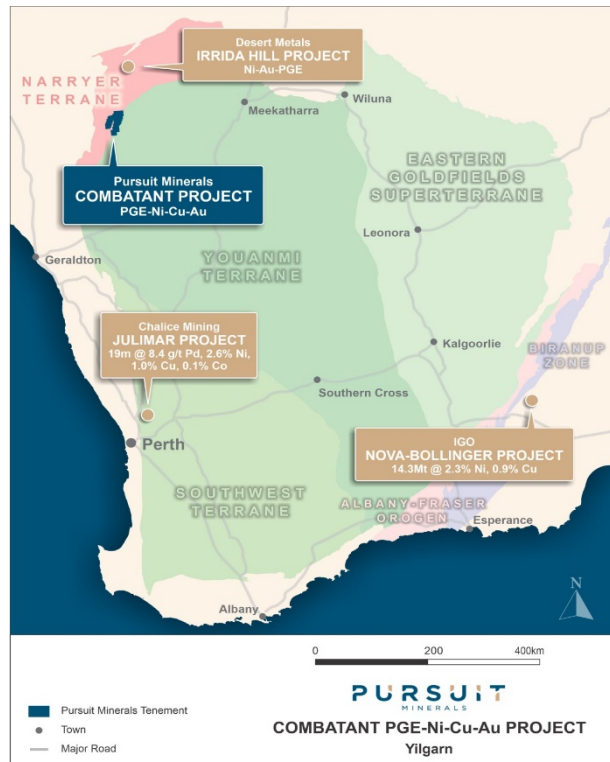 Desert Metals
IRRIDA HILL PROJECT
Ni-Au-PGE
NARRYER
TERRANE
Wiluna
Meekatharra
Pursuit Minerals
COMBATANT PROJECT
PGE-Ni-Cu-Au
EASTERN
GOLDFIELDS
SUPERTERRANE
Leonora
YOUANMI
TERRANE
Geraldton
Chalice Mining
JULIMAR PROJECT
19m @ 8.4 g/t Pd, 2.6% Ni,
1.0% Cu, 0.1% Co
Kalgoorlie
BIRANUP
ZONE
Southern Cross
Perth
IGO
NOVA-BOLLINGER PROJECT
14.3Mt @ 2.3% Ni, 0.9% Cu
SOUTHWEST
TERRANE
ALBANY-FRASER
OROGEN
Esperance
Albany
N
0 200 400km
PURSUIT
MINERALS
Pursuit Minerals Tenement
Town
Major Road
COMBATANT PGE-Ni-Cu-Au PROJECT
Yilgarn